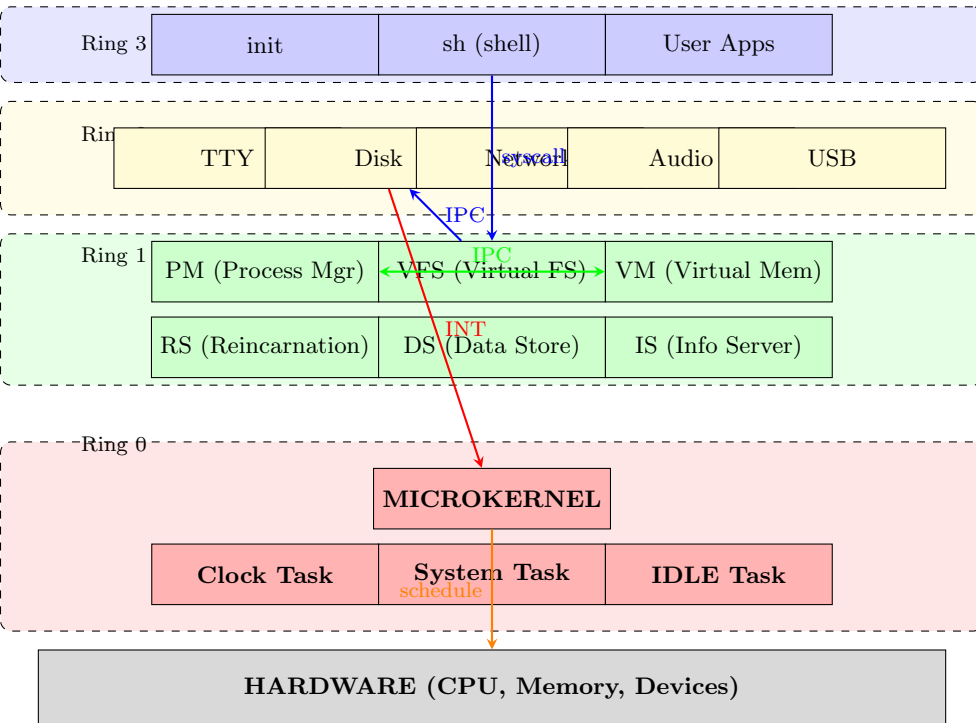 Ring 3
init
sh (shell)
User Apps
TTY
Disk
Network
syscall
Audio
USB
IPC
Ring 1
PM (Process Mgr)
IPC
VFS (Virtual FS)
VM (Virtual Mem)
INT
RS (Reincarnation)
DS (Data Store)
IS (Info Server)
Ring 0
MICROKERNEL
Clock Task
System Task
IDLE Task
schedule
HARDWARE (CPU, Memory, Devices)